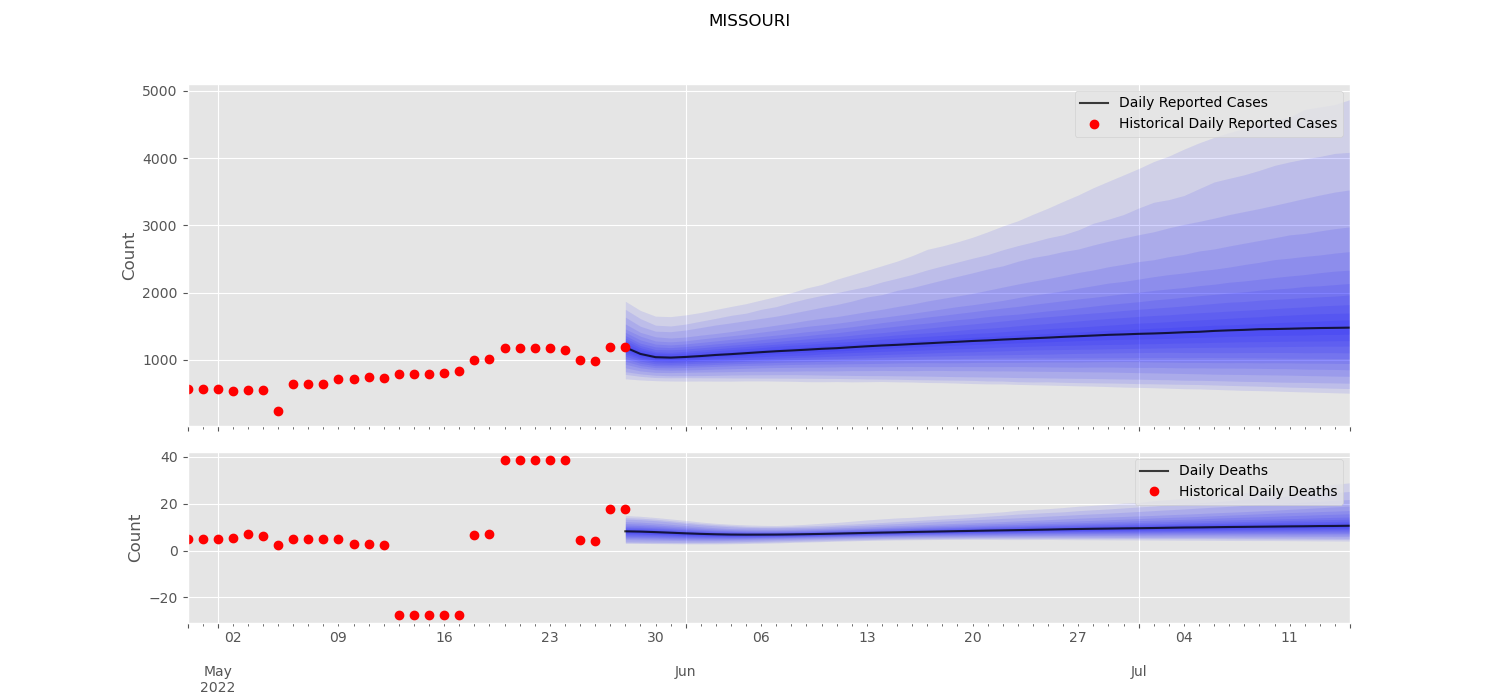 MISSOURI
5000
4000
3000
2000
1000
Count
Daily Reported Cases
Historical Daily Reported Cases
40
20
0
−20
Count
Daily Deaths
Historical Daily Deaths
02 09 16 23 30 06 13 20 27 04 11
May Jun Jul
2022